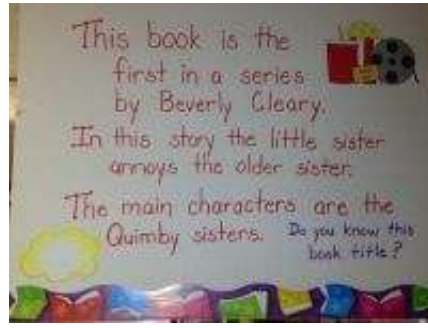 This book is the
first in a series
by Beverly Cleary.
In this story the little sister
annoys the older sister.
The main characters are the
Quimby sisters.
Do you know this
book title?